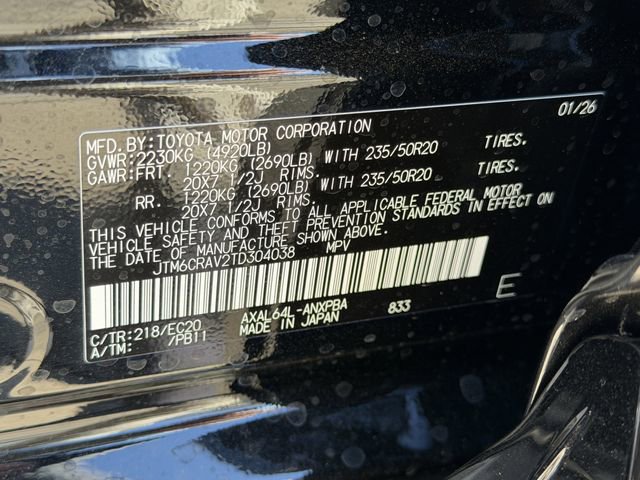 01/26
MFD.BY:TOYOTA MOTOR CORPORATION
GVWR:2230KG (4920LB)
GAWR:FRT. 1220KG (2690LB) WITH 235/50R20 TIRES.
20X7 1/2J RIMS.
RR. 1220KG (2690LB) WITH 235/50R20 TIRES.
20X7 1/2J RIMS.
THIS VEHICLE CONFORMS TO ALL APPLICABLE FEDERAL MOTOR
VEHICLE SAFETY AND THEFT PREVENTION STANDARDS IN EFFECT ON
THE DATE OF MANUFACTURE SHOWN ABOVE.
JTM6CRAV2TD304038 MPV
E
C/TR:218/EC20 AXAL64L-ANXPBA 833
A/TM: /PB11 MADE IN JAPAN